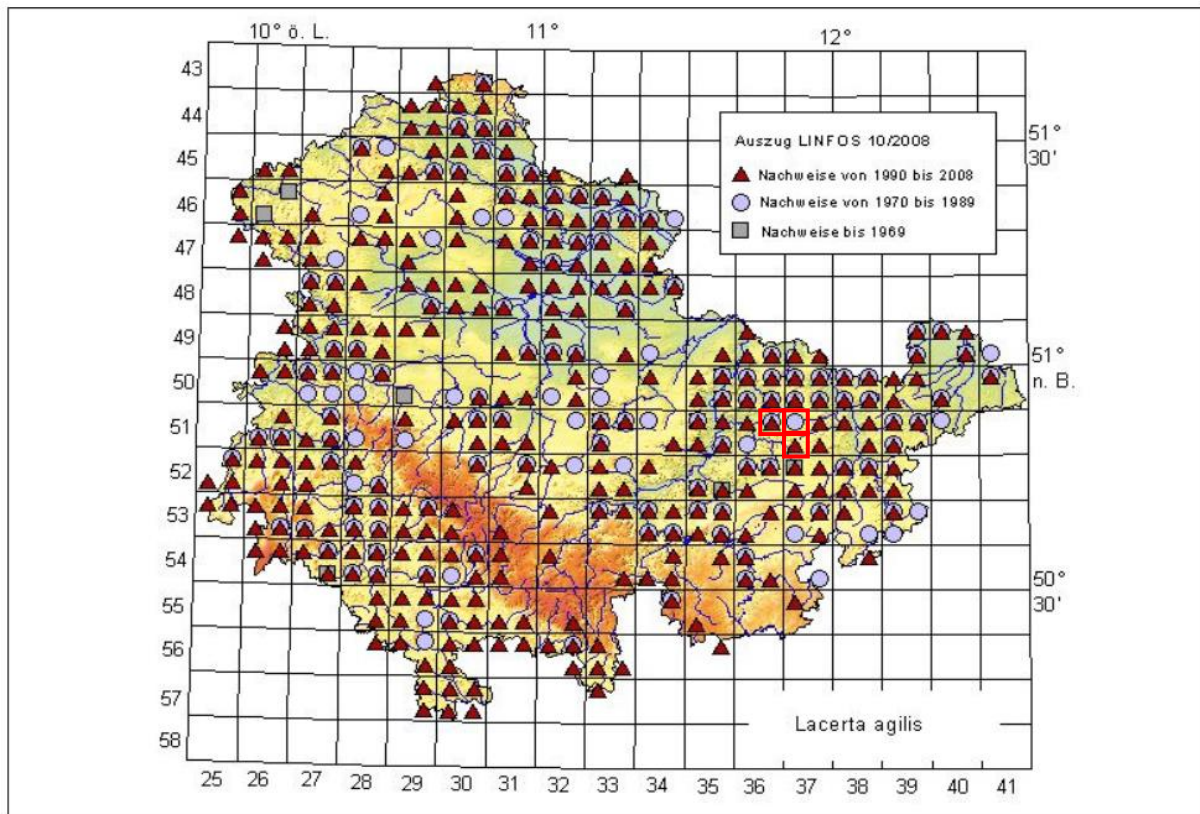 10° ö. L.
11°
12°
43
44
45
46
47
48
49
50
51
52
53
54
55
56
57
58
Auszug LINFOS 10/2008
Nachweise von 1990 bis 2008
Nachweise von 1970 bis 1989
Nachweise bis 1969
51°
30'
51°
n. B.
50°
30'
Lacerta agilis
25 26 27 28 29 30 31 32 33 34 35 36 37 38 39 40 41